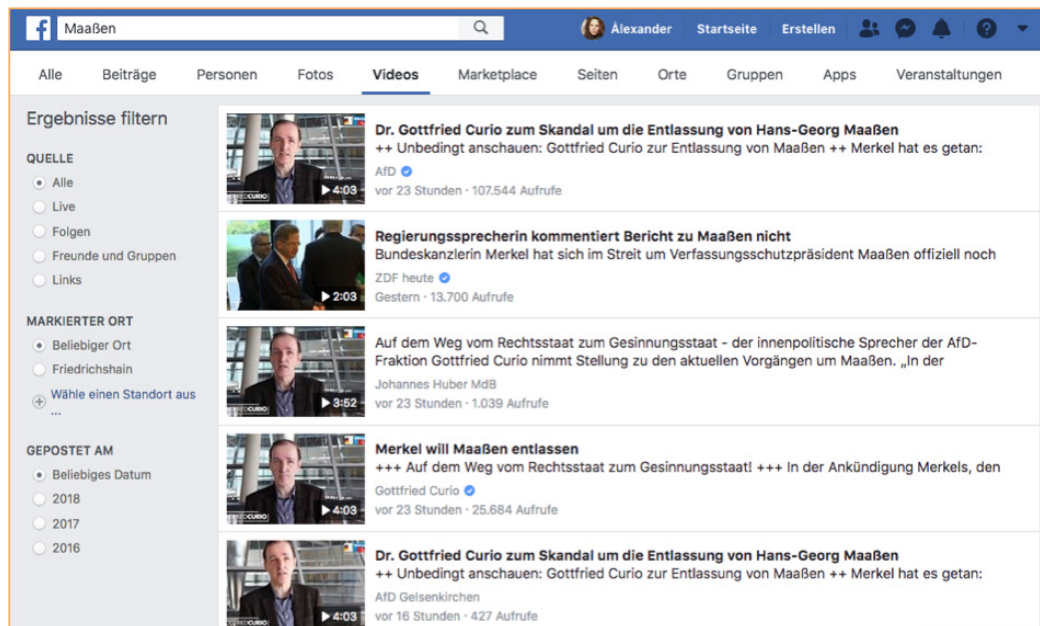 f
Maaßen
Älexander Startseite Erstellen
Alle Beiträge Personen Fotos Videos Marketplace Seiten Orte Gruppen Apps Veranstaltungen
Ergebnisse filtern
QUELLE
Alle
Live
Folgen
Freunde und Gruppen
Links
MARKIERTER ORT
Beliebiger Ort
Friedrichshain
Wähle einen Standort aus
...
GEPOSTET AM
Beliebiges Datum
2018
2017
2016
4:03
Dr. Gottfried Curio zum Skandal um die Entlassung von Hans-Georg Maaßen
++ Unbedingt anschauen: Gottfried Curio zur Entlassung von Maaßen ++ Merkel hat es getan:
AfD
vor 23 Stunden · 107.544 Aufrufe
2:03
Regierungssprecherin kommentiert Bericht zu Maaßen nicht
Bundeskanzlerin Merkel hat sich im Streit um Verfassungsschutzpräsident Maaßen offiziell noch
ZDF heute
Gestern · 13.700 Aufrufe
3:52
Auf dem Weg vom Rechtsstaat zum Gesinnungsstaat - der innenpolitische Sprecher der AfD-
Fraktion Gottfried Curio nimmt Stellung zu den aktuellen Vorgängen um Maaßen. „In der
Johannes Huber MdB
vor 23 Stunden · 1.039 Aufrufe
4:03
Merkel will Maaßen entlassen
+++ Auf dem Weg vom Rechtsstaat zum Gesinnungsstaat! +++ In der Ankündigung Merkels, den
Gottfried Curio
vor 23 Stunden · 25.684 Aufrufe
4:03
Dr. Gottfried Curio zum Skandal um die Entlassung von Hans-Georg Maaßen
++ Unbedingt anschauen: Gottfried Curio zur Entlassung von Maaßen ++ Merkel hat es getan:
AfD Gelsenkirchen
vor 16 Stunden · 427 Aufrufe